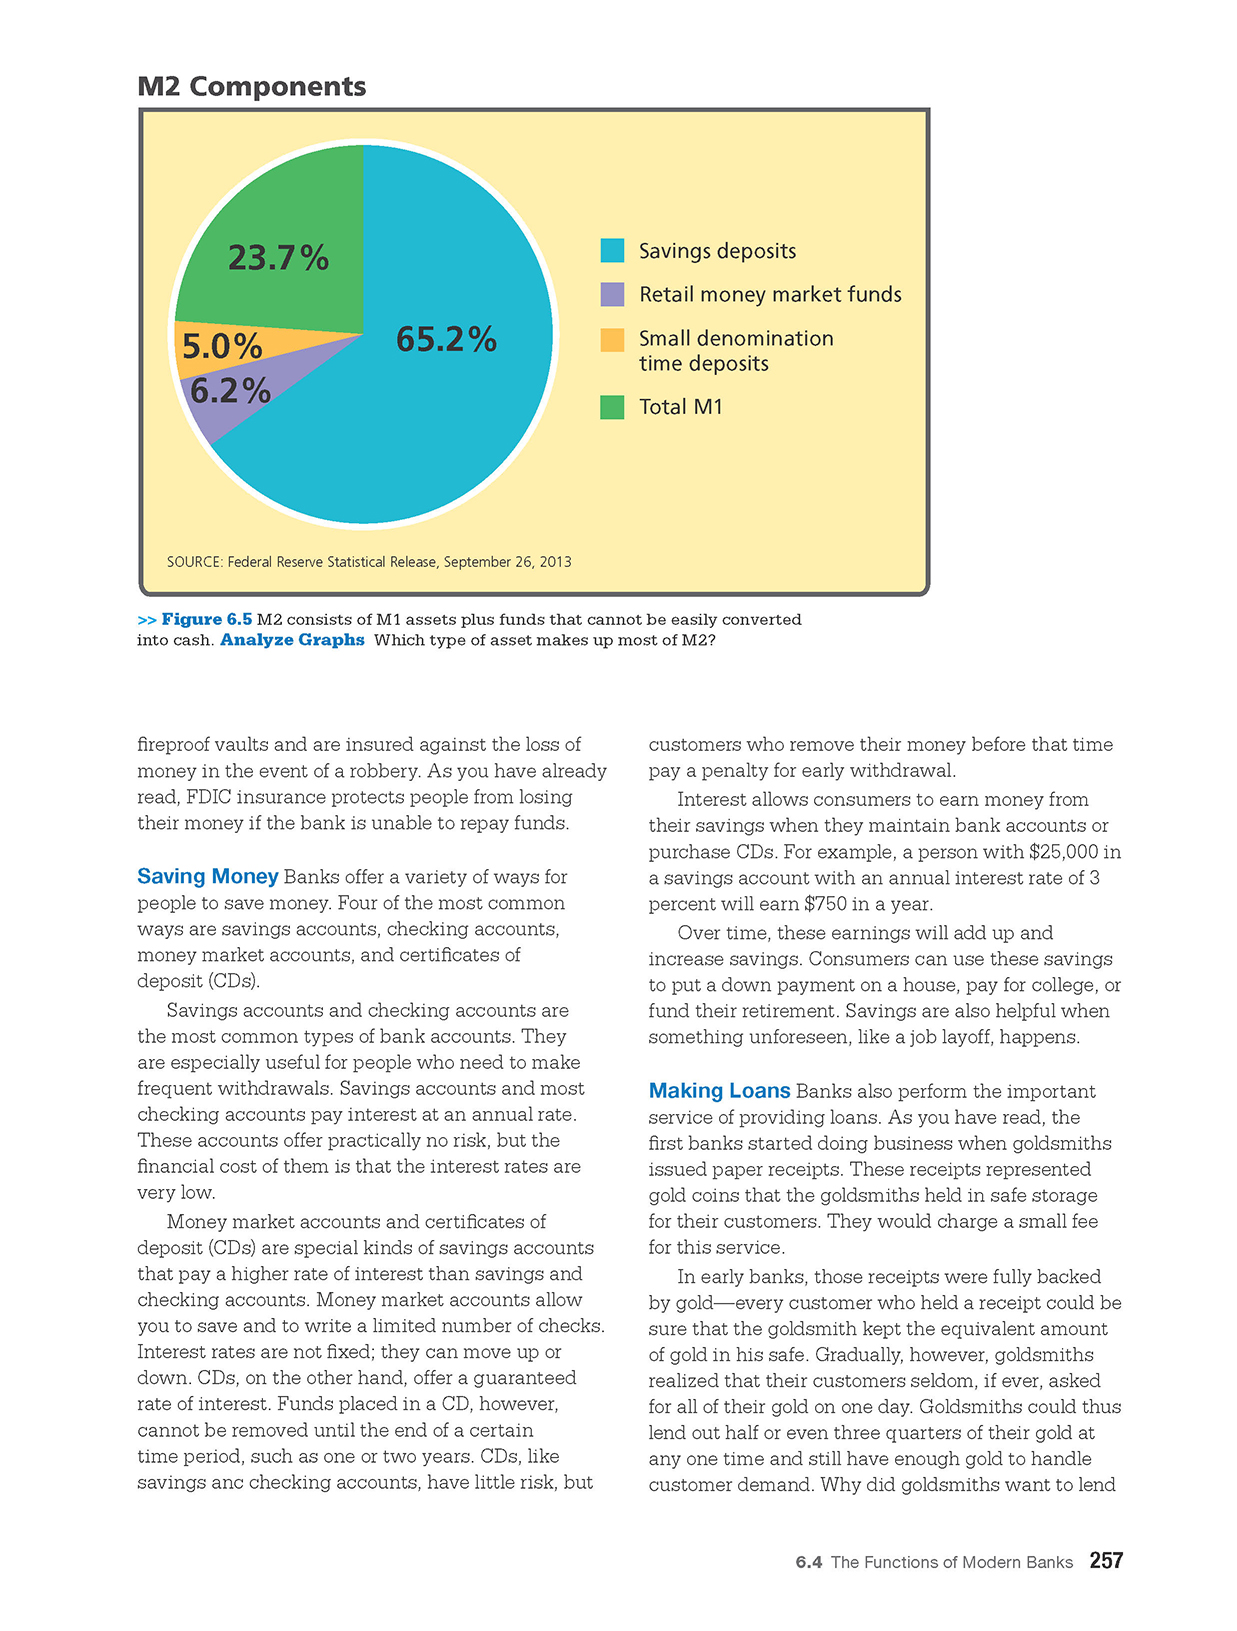 M2 Components
23.7%
65.2%
5.0%
6.2%
Savings deposits
Retail money market funds
Small denomination
time deposits
Total M1
SOURCE: Federal Reserve Statistical Release, September 26, 2013
>> Figure 6.5 M2 consists of M1 assets plus funds that cannot be easily converted
into cash. Analyze Graphs Which type of asset makes up most of M2?
fireproof vaults and are insured against the loss of
money in the event of a robbery. As you have already
read, FDIC insurance protects people from losing
their money if the bank is unable to repay funds.
Saving Money Banks offer a variety of ways for
people to save money. Four of the most common
ways are savings accounts, checking accounts,
money market accounts, and certificates of
deposit (CDs).
Savings accounts and checking accounts are
the most common types of bank accounts. They
are especially useful for people who need to make
frequent withdrawals. Savings accounts and most
checking accounts pay interest at an annual rate.
These accounts offer practically no risk, but the
financial cost of them is that the interest rates are
very low.
Money market accounts and certificates of
deposit (CDs) are special kinds of savings accounts
that pay a higher rate of interest than savings and
checking accounts. Money market accounts allow
you to save and to write a limited number of checks.
Interest rates are not fixed; they can move up or
down. CDs, on the other hand, offer a guaranteed
rate of interest. Funds placed in a CD, however,
cannot be removed until the end of a certain
time period, such as one or two years. CDs, like
savings anc checking accounts, have little risk, but
customers who remove their money before that time
pay a penalty for early withdrawal.
Interest allows consumers to earn money from
their savings when they maintain bank accounts or
purchase CDs. For example, a person with $25,000 in
a savings account with an annual interest rate of 3
percent will earn $750 in a year.
Over time, these earnings will add up and
increase savings. Consumers can use these savings
to put a down payment on a house, pay for college, or
fund their retirement. Savings are also helpful when
something unforeseen, like a job layoff, happens.
Making Loans Banks also perform the important
service of providing loans. As you have read, the
first banks started doing business when goldsmiths
issued paper receipts. These receipts represented
gold coins that the goldsmiths held in safe storage
for their customers. They would charge a small fee
for this service.
In early banks, those receipts were fully backed
by gold—every customer who held a receipt could be
sure that the goldsmith kept the equivalent amount
of gold in his safe. Gradually, however, goldsmiths
realized that their customers seldom, if ever, asked
for all of their gold on one day. Goldsmiths could thus
lend out half or even three quarters of their gold at
any one time and still have enough gold to handle
customer demand. Why did goldsmiths want to lend
6.4 The Functions of Modern Banks 257